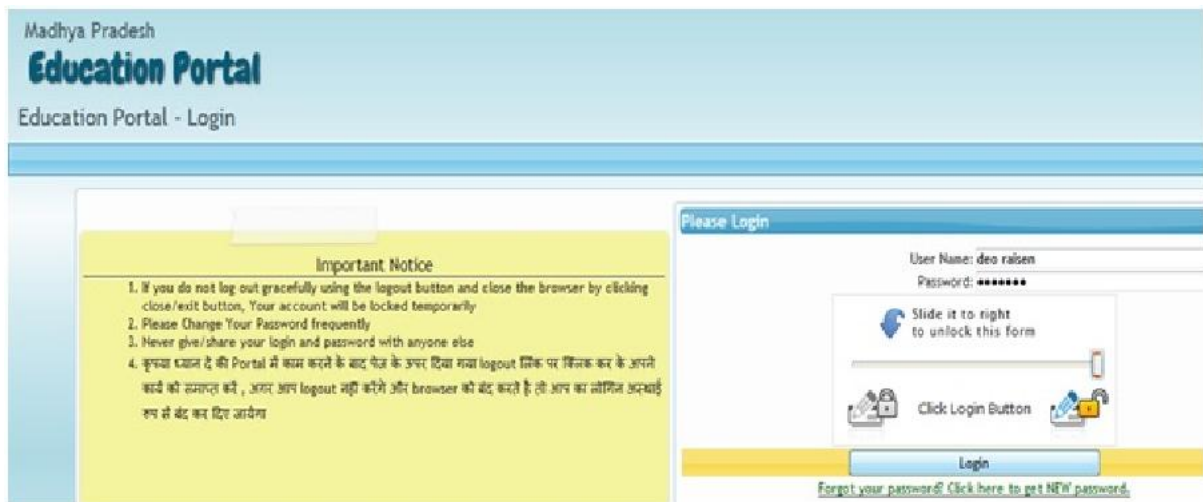 Madhya Pradesh
Education Portal
Education Portal - Login
Important Notice
1. If you do not log out gracefully using the logout button and close the browser by clicking
close/exit button, Your account will be locked temporarily
2. Please Change Your Password frequently
3. Never give/share your login and password with anyone else
4. कृपया ध्यान दे की Portal में काम करने के बाद पेज के ऊपर दिया गया logout लिंक पर क्लिक कर के अपने
कार्य को समाप्त करें , अगर आप logout नहीं करेंगे और browser को बंद करते है तो आप का लॉगिन अस्थाई
रूप से बंद कर दिए जायेगा
Please Login
User Name: deo raisen
Password: •••••••
Slide it to right
to unlock this form
Click Login Button
Login
Forgot your password? Click here to get NEW password.